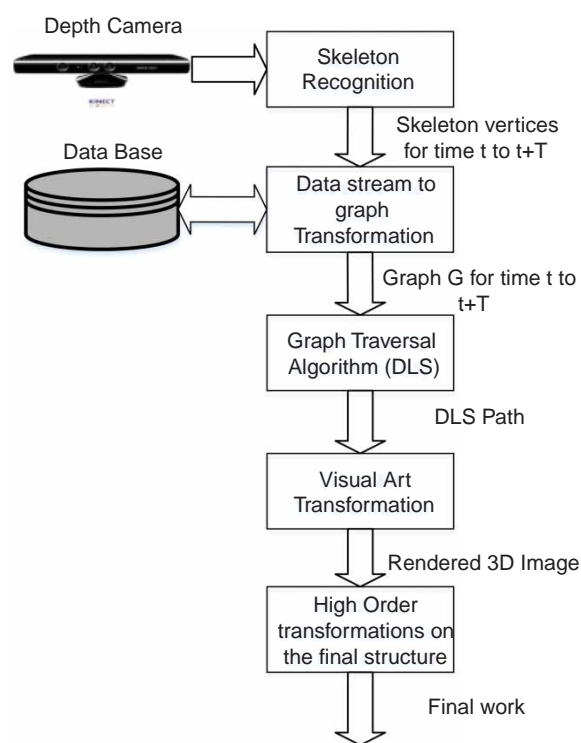 Depth Camera
KINECT
Skeleton
Recognition
Skeleton vertices
for time t to t+T
Data Base
Data stream to
graph
Transformation
Graph G for time t to
t+T
Graph Traversal
Algorithm (DLS)
DLS Path
Visual Art
Transformation
Rendered 3D Image
High Order
transformations on
the final structure
Final work